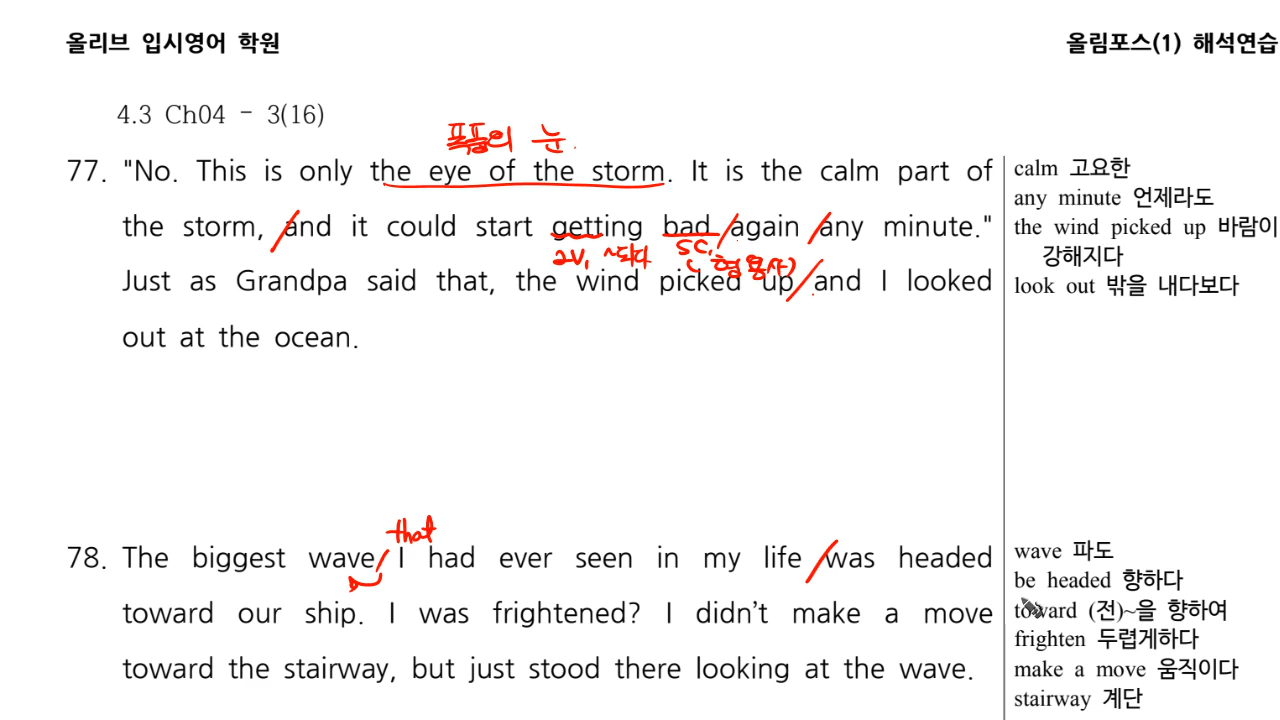 올리브 입시영어 학원
올림포스(1) 해석연습
4.3 Ch04 - 3(16)
폭풍의 눈
77. "No. This is only the eye of the storm. It is the calm part of
the storm, and it could start getting bad again any minute."
2V, ~되다
SC,
(형용사)
Just as Grandpa said that, the wind picked up and I looked
out at the ocean.
calm 고요한
any minute 언제라도
the wind picked up 바람이
강해지다
look out 밖을 내다보다
that
78. The biggest wave I had ever seen in my life was headed
toward our ship. I was frightened? I didn't make a move
toward the stairway, but just stood there looking at the wave.
wave 파도
be headed 향하다
toward (전)~을 향하여
frighten 두렵게하다
make a move 움직이다
stairway 계단